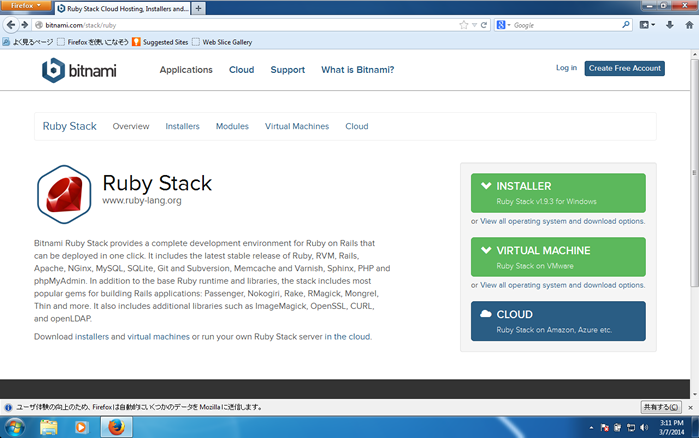 Firefox
Ruby Stack Cloud Hosting, Installers and...
bitnami.com/stack/ruby
Google
よく見るページ
Firefox を使いこなそう
Suggested Sites
Web Slice Gallery
bitnami
Applications
Cloud
Support
What is Bitnami?
Log in
Create Free Account
Ruby Stack
Overview
Installers
Modules
Virtual Machines
Cloud
Ruby Stack
www.ruby-lang.org
Bitnami Ruby Stack provides a complete development environment for Ruby on Rails that
can be deployed in one click. It includes the latest stable release of Ruby, RVM, Rails,
Apache, NGinx, MySQL, SQLite, Git and Subversion, Memcache and Varnish, Sphinx, PHP and
phpMyAdmin. In addition to the base Ruby runtime and libraries, the stack includes most
popular gems for building Rails applications: Passenger, Nokogiri, Rake, RMagick, Mongrel,
Thin and more. It also includes additional libraries such as ImageMagick, OpenSSL, CURL,
and openLDAP.
Download installers and virtual machines or run your own Ruby Stack server in the cloud.
INSTALLER
Ruby Stack v1.9.3 for Windows
or View all operating system and download options.
VIRTUAL MACHINE
Ruby Stack on VMware
or View all operating system and download options.
CLOUD
Ruby Stack on Amazon, Azure etc.
ユーザ体験の向上のため、Firefox は自動的にいくつかのデータを Mozilla に送信します。
共有する(C)
3:11 PM
3/7/2014